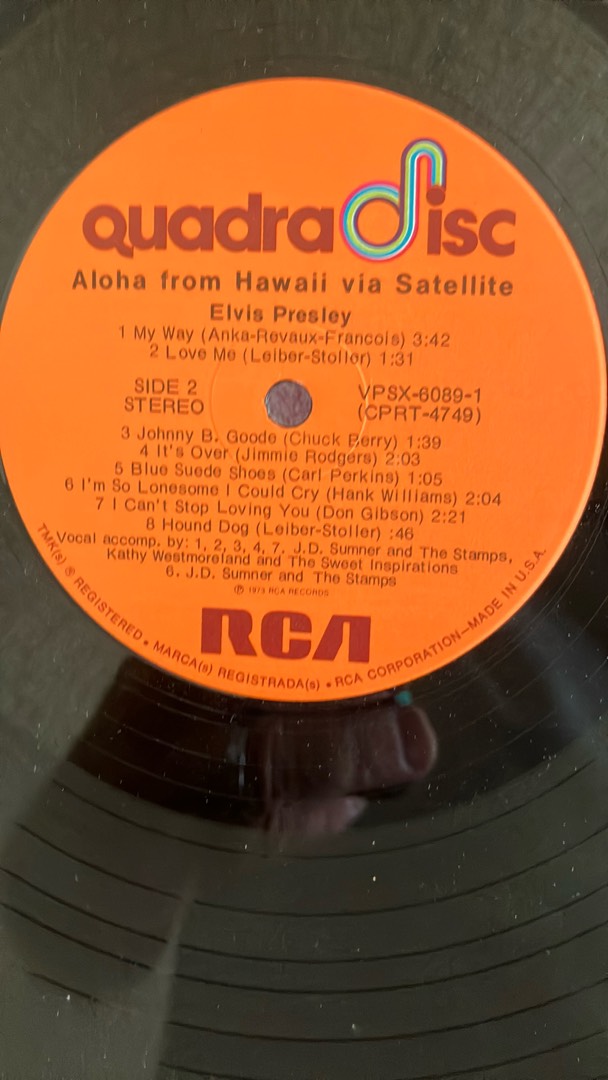 quadradisc
Aloha from Hawaii via Satellite
Elvis Presley
1 My Way (Anka-Revaux-Francois) 3:42
2 Love Me (Leiber-Stoller) 1:31
SIDE 2
STEREO
VPSX-6089-1
(CPRT-4749)
3 Johnny B. Goode (Chuck Berry) 1:39
4 It's Over (Jimmie Rodgers) 2:03
5 Blue Suede Shoes (Carl Perkins) 1:05
6 I'm So Lonesome I Could Cry (Hank Williams) 2:04
7 I Can't Stop Loving You (Don Gibson) 2:21
8 Hound Dog (Leiber-Stoller) :46
Vocal accomp. by: 1, 2, 3, 4, 7. J.D. Sumner and The Stamps,
Kathy Westmoreland and The Sweet Inspirations
6. J.D. Sumner and The Stamps
℗ 1973 RCA RECORDS
RCA
TMK(s) ® REGISTERED • MARCA(s) REGISTRADA(s) • RCA CORPORATION—MADE IN U.S.A.